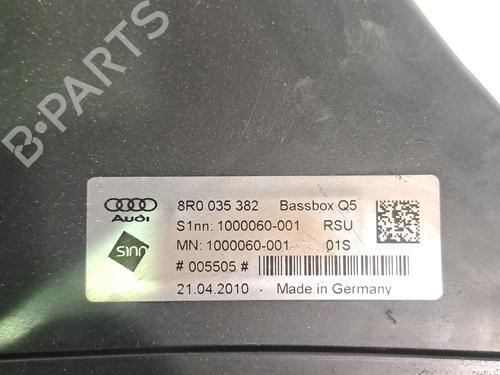 B-PARTS
8R0 035 382 Bassbox Q5
Audi
S1nn: 1000060-001 RSU
S1nn
MN: 1000060-001 01S
# 005505 #
21.04.2010 · Made in Germany